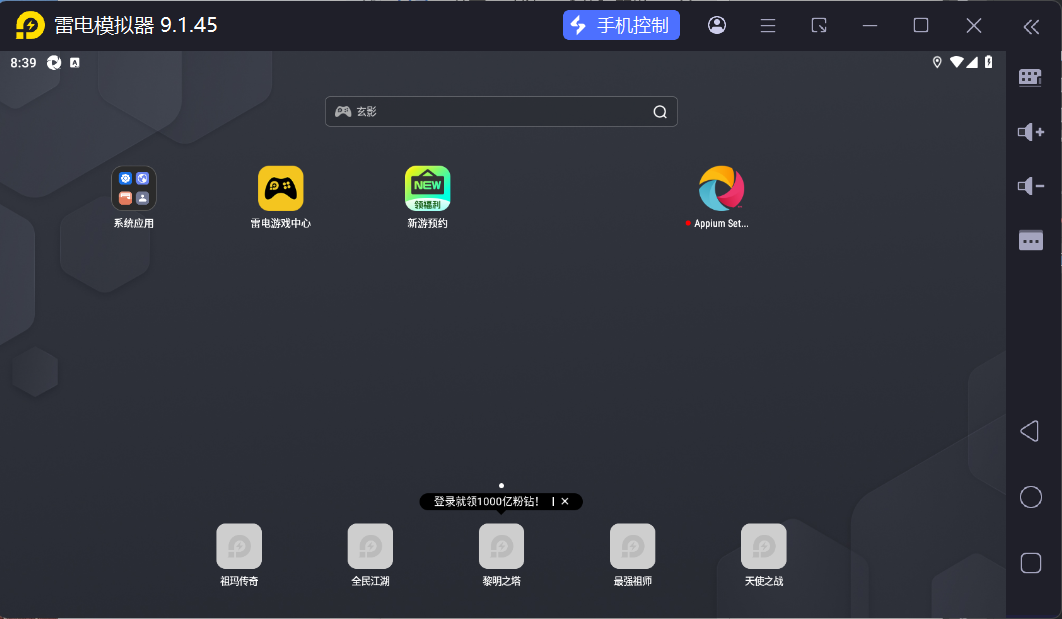 雷电模拟器 9.1.45
手机控制
8:39
玄影
系统应用
雷电游戏中心
NEW
领福利
新游预约
Appium Set...
登录就领1000亿粉钻!
祖玛传奇
全民江湖
黎明之塔
最强祖师
天使之战